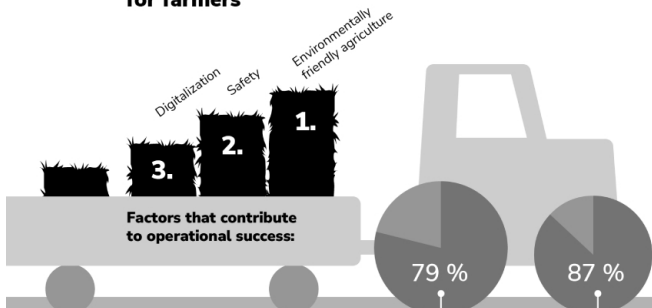 for farmers
Environmentally
friendly agriculture
Safety
Digitalization
1.
2.
3.
Factors that contribute
to operational success:
79 %
87 %